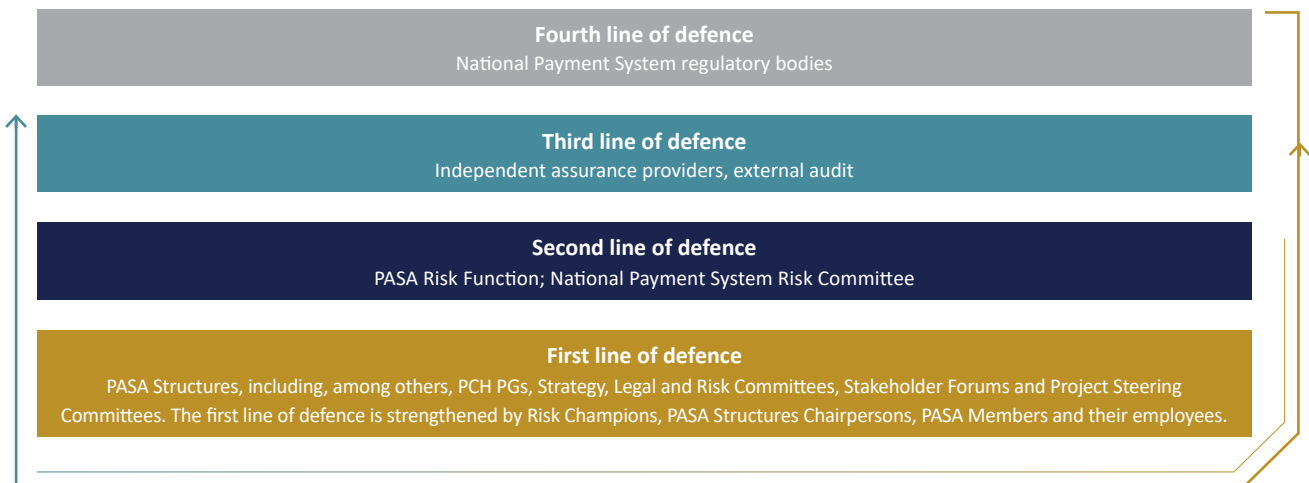 Fourth line of defence
National Payment System regulatory bodies
Third line of defence
Independent assurance providers, external audit
Second line of defence
PASA Risk Function; National Payment System Risk Committee
First line of defence
PASA Structures, including, among others, PCH PGs, Strategy, Legal and Risk Committees, Stakeholder Forums and Project Steering
Committees. The first line of defence is strengthened by Risk Champions, PASA Structures Chairpersons, PASA Members and their employees.